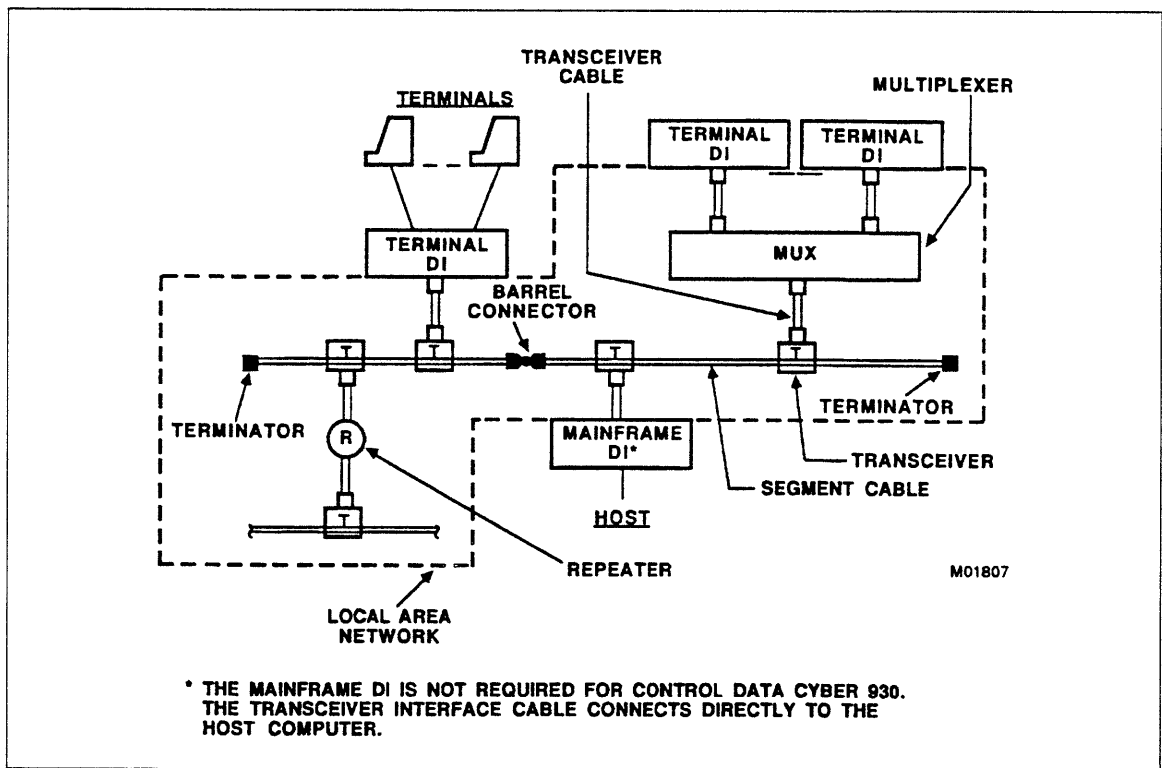 TRANSCEIVER
CABLE
MULTIPLEXER
TERMINALS
TERMINAL
DI
TERMINAL
DI
TERMINAL
DI
MUX
BARREL
CONNECTOR
T
T
T
T
TERMINATOR
TERMINATOR
R
MAINFRAME
DI*
TRANSCEIVER
SEGMENT CABLE
T
HOST
REPEATER
M01807
LOCAL AREA
NETWORK
* THE MAINFRAME DI IS NOT REQUIRED FOR CONTROL DATA CYBER 930.
THE TRANSCEIVER INTERFACE CABLE CONNECTS DIRECTLY TO THE
HOST COMPUTER.